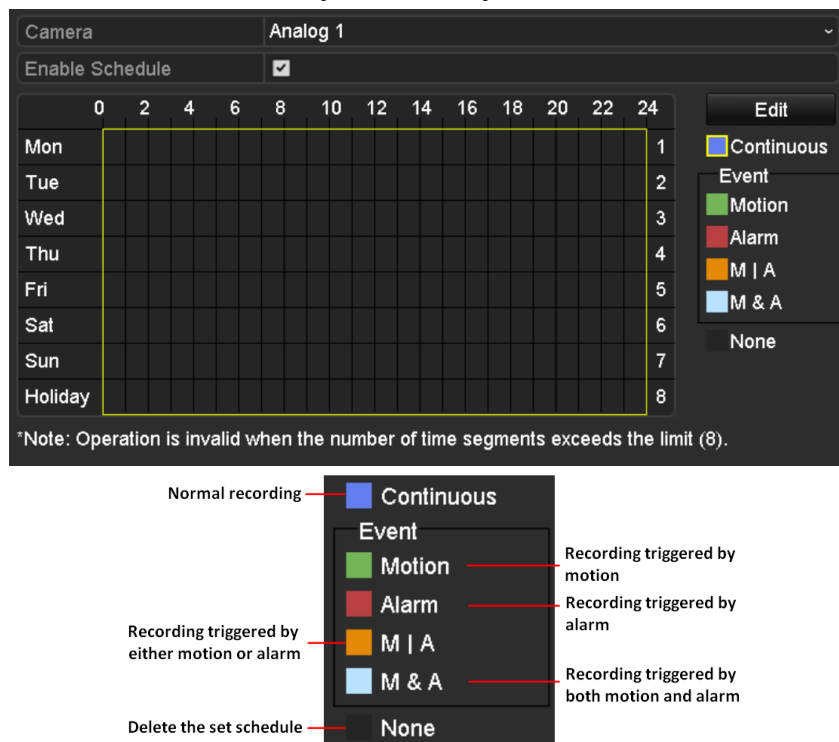 Camera Analog 1
Enable Schedule
0 2 4 6 8 10 12 14 16 18 20 22 24
Edit
Mon 1
Tue 2
Wed 3
Thu 4
Fri 5
Sat 6
Sun 7
Holiday 8
Continuous
Event
Motion
Alarm
M | A
M & A
None
*Note: Operation is invalid when the number of time segments exceeds the limit (8).
Normal recording
Continuous
Event
Motion
Recording triggered by
motion
Alarm
Recording triggered by
alarm
Recording triggered by
either motion or alarm
M | A
M & A
Recording triggered by
both motion and alarm
Delete the set schedule
None